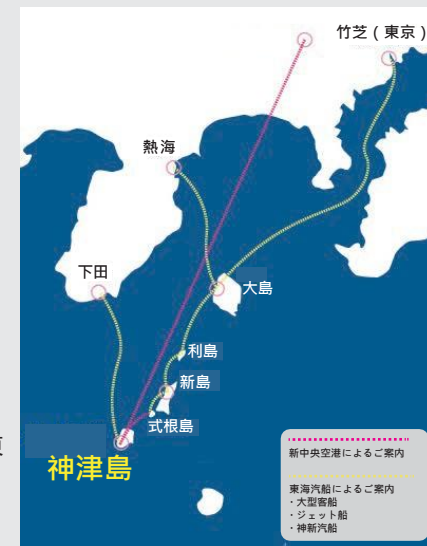 竹芝（東京）
熱海
下田
大島
利島
新島
式根島
神津島
新中央空港によるご案内
東海汽船によるご案内
・大型客船
・ジェット船
・神新汽船